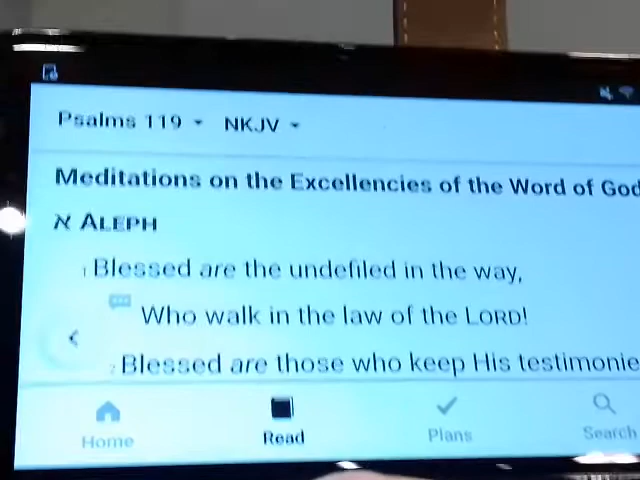 Psalms 119 NKJV
Meditations on the Excellencies of the Word of God
א ALEPH
1 Blessed are the undefiled in the way,
Who walk in the law of the LORD!
2 Blessed are those who keep His testimonie
Home Read Plans Search